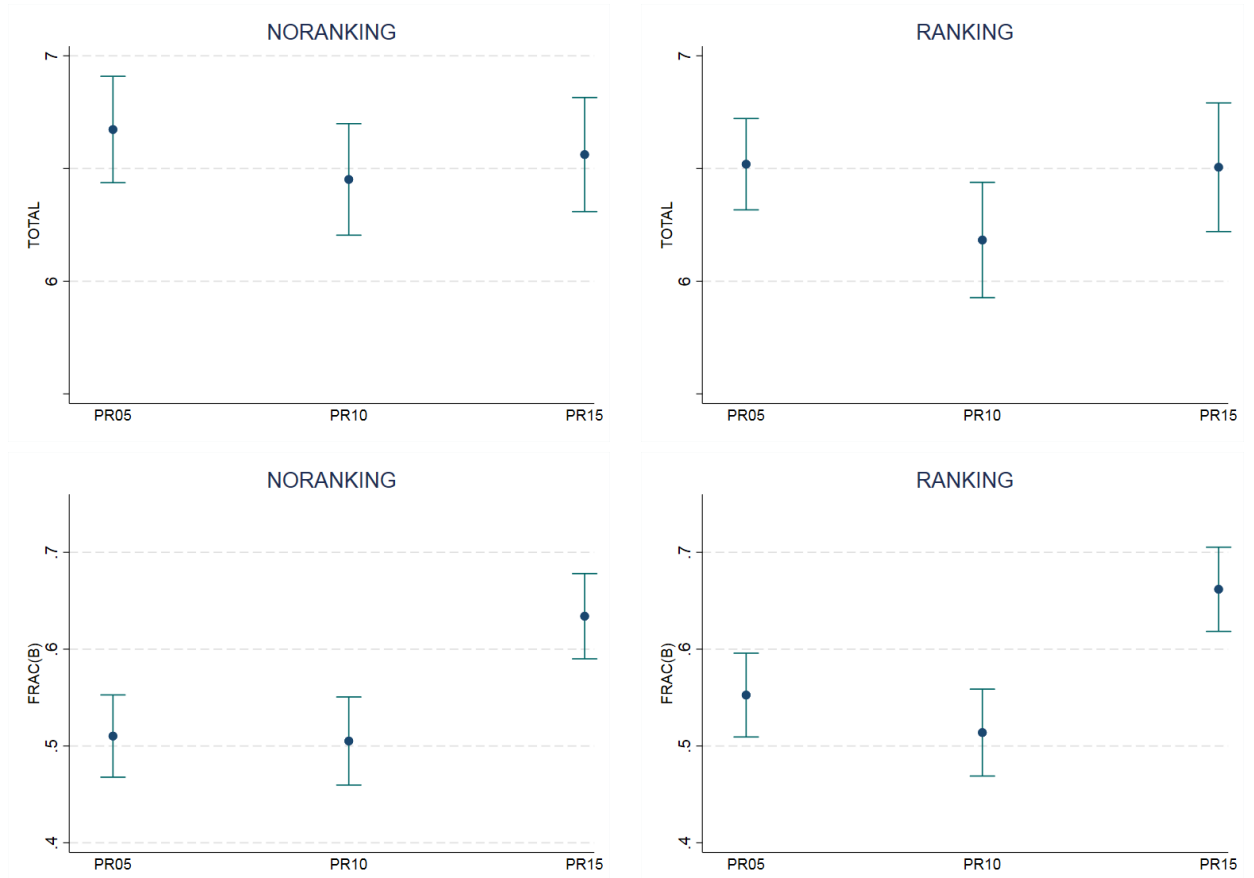 NORANKING
7
TOTAL
6
PR05 PR10 PR15
RANKING
7
TOTAL
6
PR05 PR10 PR15
NORANKING
.7
.6
FRAC(B)
.5
.4
PR05 PR10 PR15
RANKING
.7
.6
FRAC(B)
.5
.4
PR05 PR10 PR15